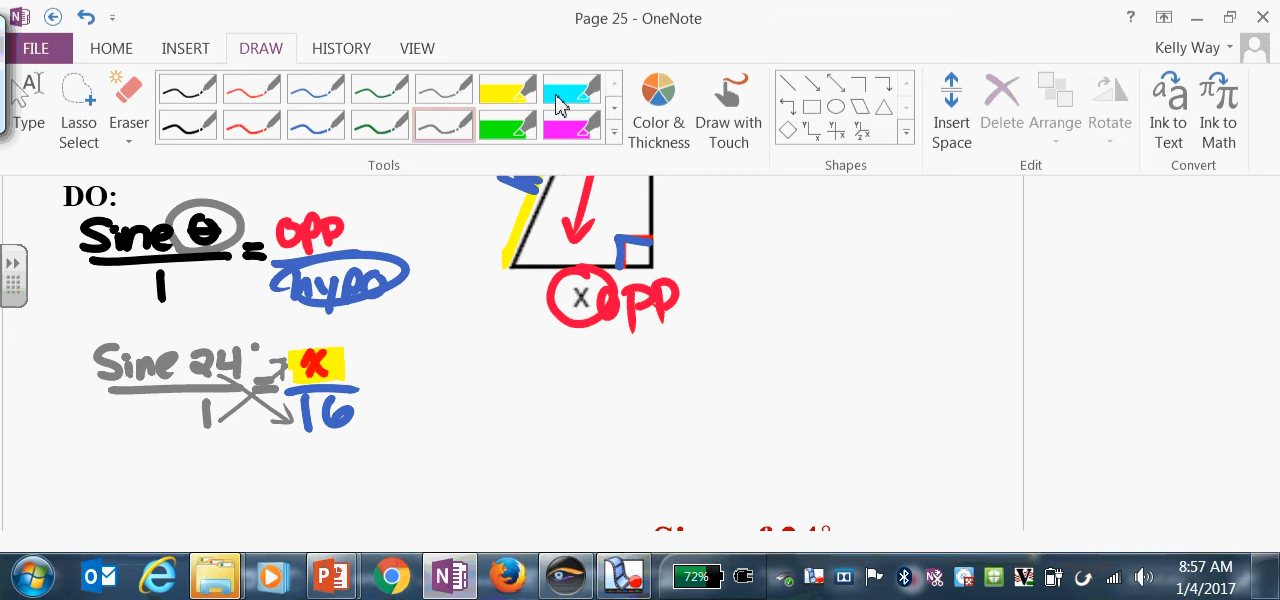 Page 25 - OneNote
FILE HOME INSERT DRAW HISTORY VIEW
Kelly Way
Type
Lasso Select
Eraser
Color & Thickness
Draw with Touch
Insert Space
Delete
Arrange
Rotate
Ink to Text
Ink to Math
Tools
Shapes
Edit
Convert
DO:
Sine θ = opp
1 hypo
x opp
Sine 24° = x
1 16
72%
8:57 AM
1/4/2017